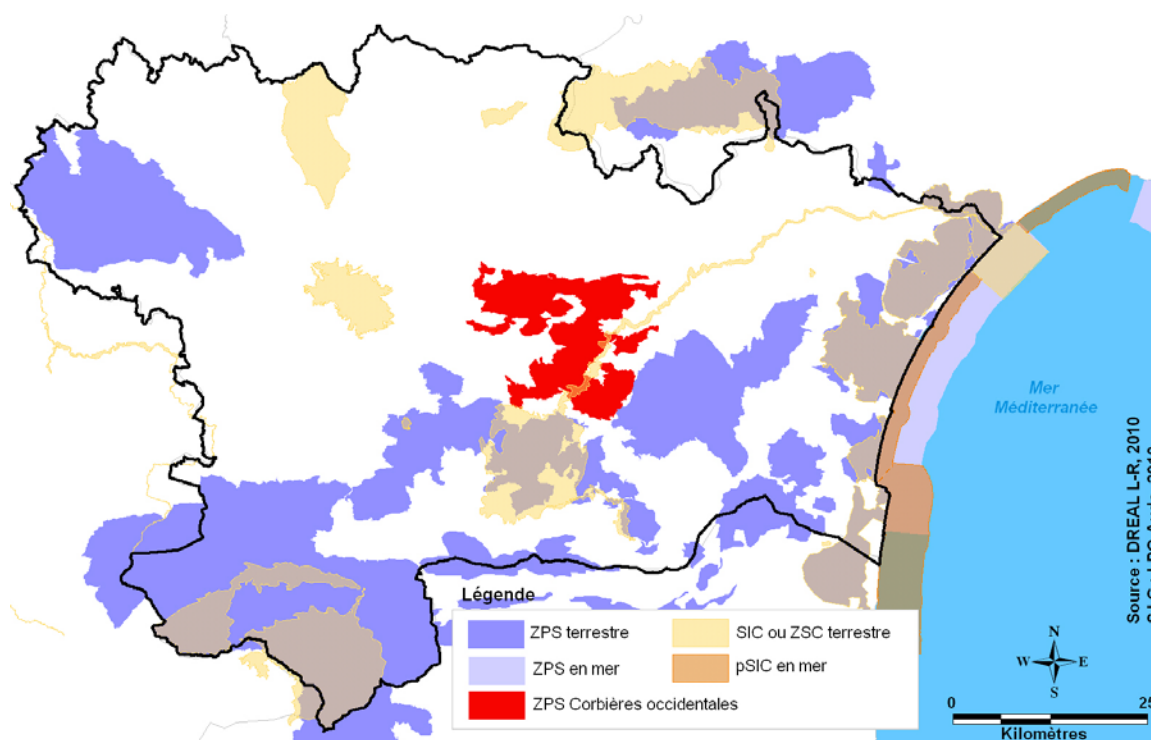 Mer
Méditerranée
Source : DREAL L-R, 2010
Légende
ZPS terrestre
SIC ou ZSC terrestre
ZPS en mer
pSIC en mer
ZPS Corbières occidentales
N
W E
S
0 25
Kilomètres